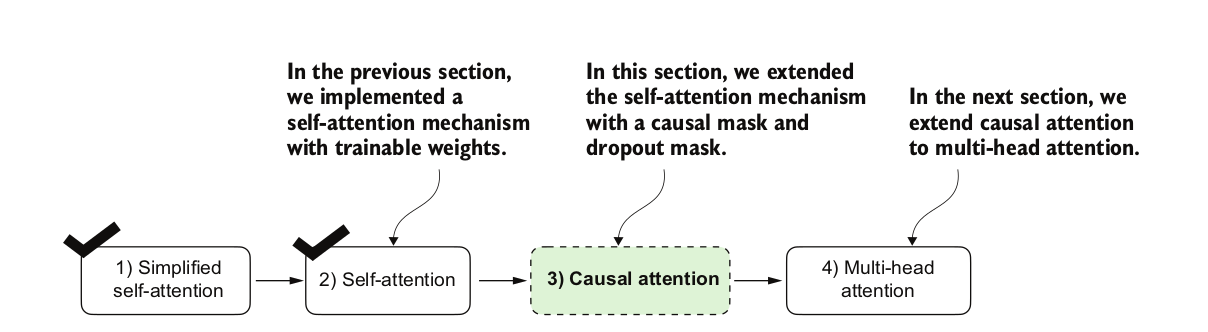 In the previous section,
we implemented a
self-attention mechanism
with trainable weights.
In this section, we extended
the self-attention mechanism
with a causal mask and
dropout mask.
In the next section, we
extend causal attention
to multi-head attention.
1) Simplified
self-attention
2) Self-attention
3) Causal attention
4) Multi-head
attention